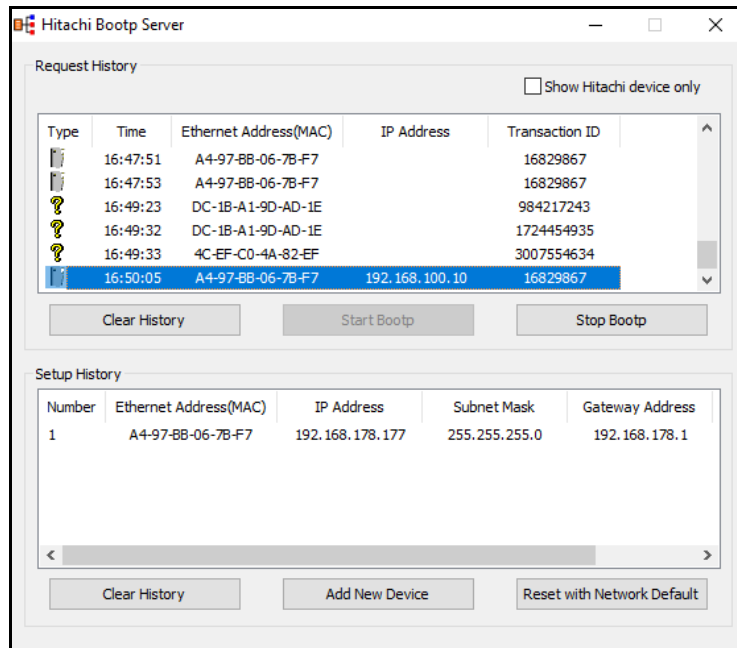 Hitachi Bootp Server
Request History
Show Hitachi device only
Type Time Ethernet Address(MAC) IP Address Transaction ID
16:47:51 A4-97-BB-06-7B-F7 16829867
16:47:53 A4-97-BB-06-7B-F7 16829867
16:49:23 DC-1B-A1-9D-AD-1E 984217243
16:49:32 DC-1B-A1-9D-AD-1E 1724454935
16:49:33 4C-EF-C0-4A-82-EF 3007554634
16:50:05 A4-97-BB-06-7B-F7 192.168.100.10 16829867
Clear History Start Bootp Stop Bootp
Setup History
Number Ethernet Address(MAC) IP Address Subnet Mask Gateway Address
1 A4-97-BB-06-7B-F7 192.168.178.177 255.255.255.0 192.168.178.1
Clear History Add New Device Reset with Network Default